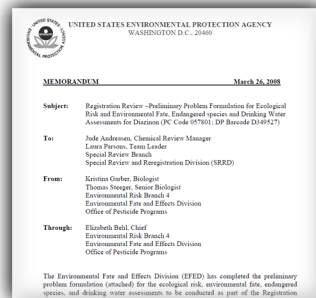 UNITED STATES ENVIRONMENTAL PROTECTION AGENCY
WASHINGTON D.C., 20460
MEMORANDUM March 26, 2008
Subject: Registration Review –Preliminary Problem Formulation for Ecological
Risk and Environmental Fate, Endangered species and Drinking Water
Assessments for Diazinon (PC Code 057801; DP Barcode D349527)
To: Jude Andreasen, Chemical Review Manager
Laura Parsons, Team Leader
Special Review Branch
Special Review and Reregistration Division (SRRD)
From: Kristina Garber, Biologist
Thomas Steeger, Senior Biologist
Environmental Risk Branch 4
Environmental Fate and Effects Division
Office of Pesticide Programs
Through: Elizabeth Behl, Chief
Environmental Risk Branch 4
Environmental Fate and Effects Division
Office of Pesticide Programs
The Environmental Fate and Effects Division (EFED) has completed the preliminary
problem formulation (attached) for the ecological risk, environmental fate, endangered
species, and drinking water assessments to be conducted as part of the Registration